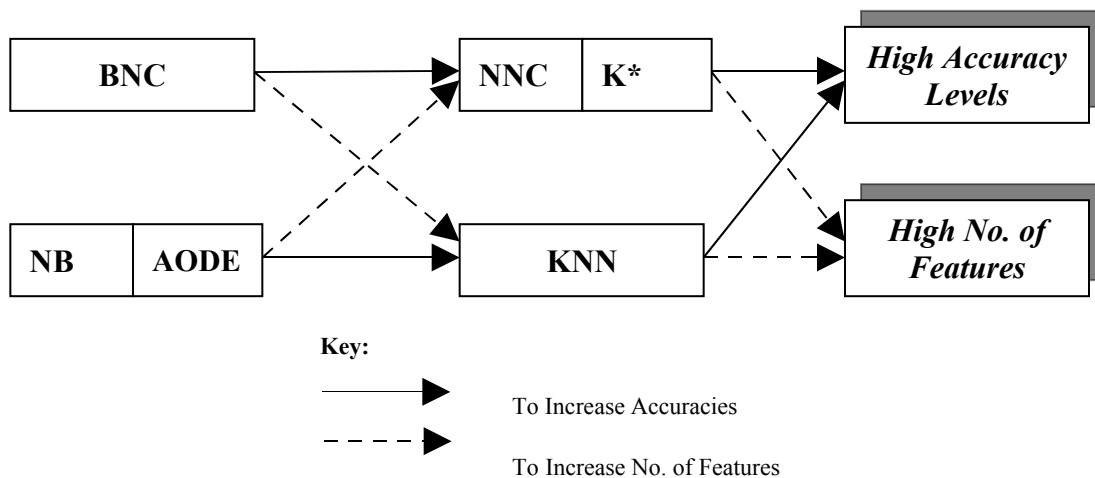 BNC
NNC
K*
High Accuracy
Levels
NB
AODE
KNN
High No. of
Features
Key:
To Increase Accuracies
To Increase No. of Features